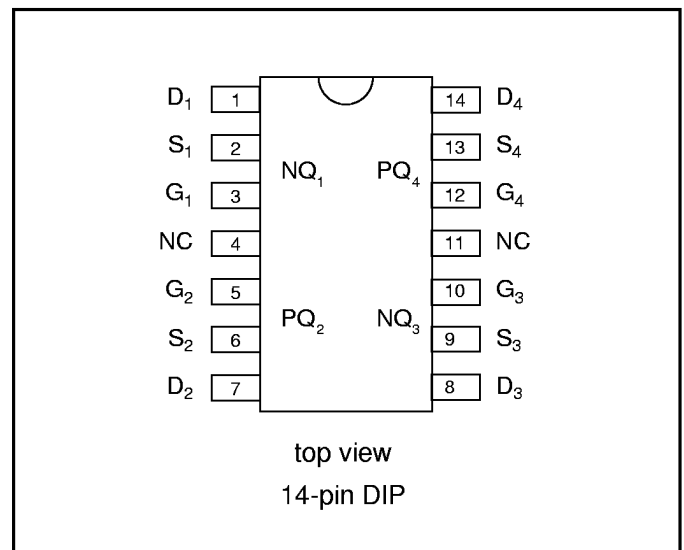 D₁ 1 14 D₄
S₁ 2 13 S₄
NQ₁ PQ₄
G₁ 3 12 G₄
NC 4 11 NC
G₂ 5 10 G₃
PQ₂ NQ₃
S₂ 6 9 S₃
D₂ 7 8 D₃
top view
14-pin DIP